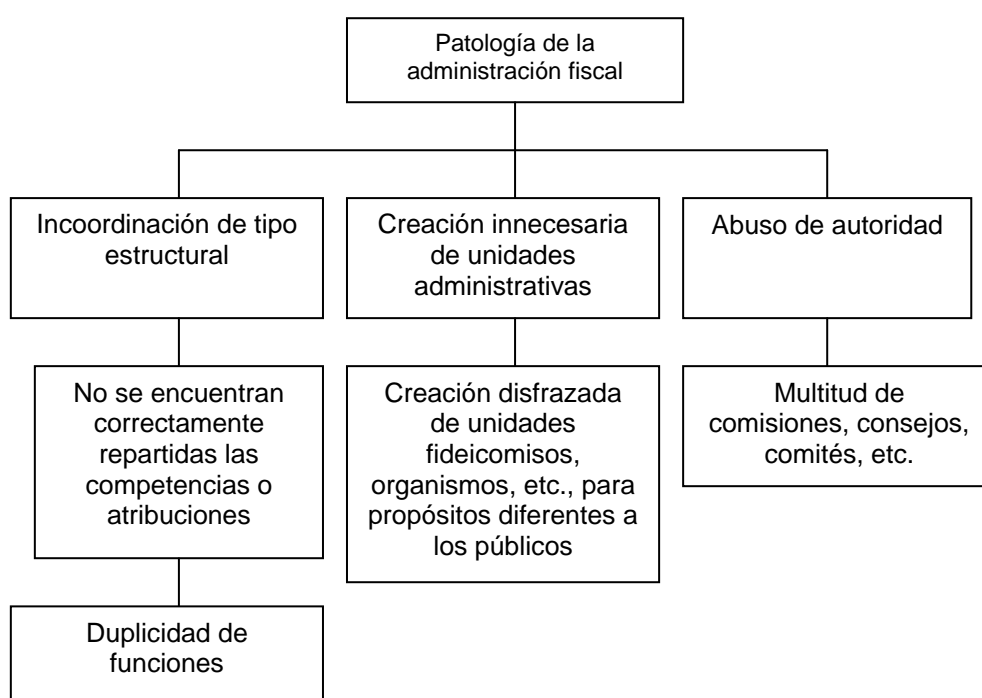 Patología de la
administración fiscal
Incoordinación de tipo
estructural
Creación innecesaria
de unidades
administrativas
Abuso de autoridad
No se encuentran
correctamente
repartidas las
competencias o
atribuciones
Creación disfrazada
de unidades
fideicomisos,
organismos, etc., para
propósitos diferentes a
los públicos
Multitud de
comisiones, consejos,
comités, etc.
Duplicidad de
funciones